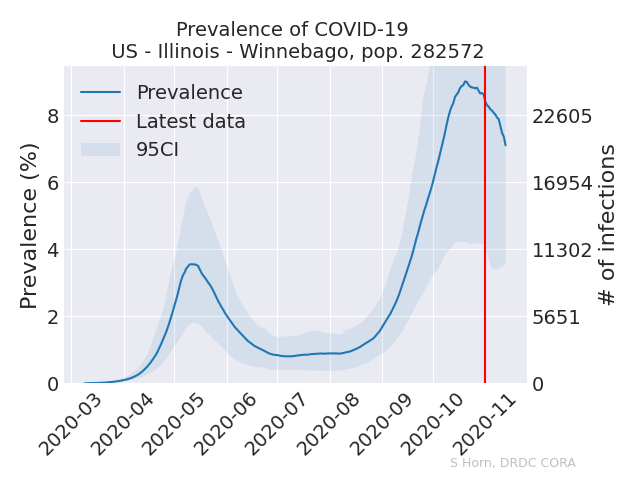 Prevalence of COVID-19
US - Illinois - Winnebago, pop. 282572
Prevalence
Latest data
95CI
Prevalence (%)
8
6
4
2
0
22605
16954
11302
5651
0
# of infections
2020-03
2020-04
2020-05
2020-06
2020-07
2020-08
2020-09
2020-10
2020-11
S Horn, DRDC CORA